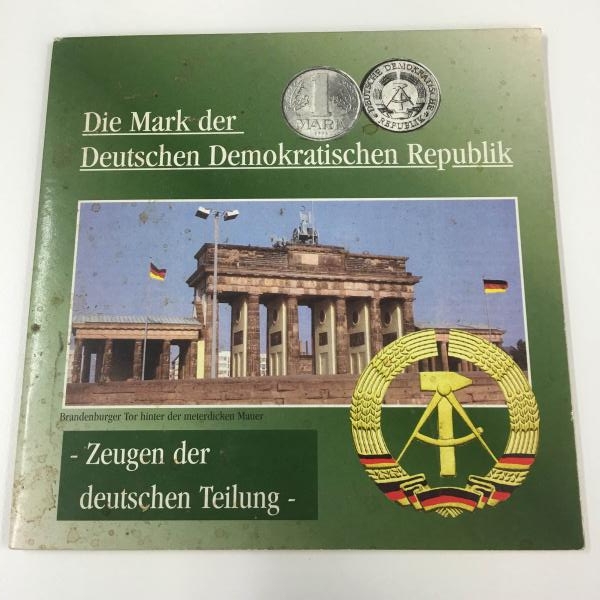 1
MARK
DEUTSCHE DEMOKRATISCHE
REPUBLIK
Die Mark der
Deutschen Demokratischen Republik
Brandenburger Tor hinter der meterdicken Mauer
- Zeugen der
deutschen Teilung -